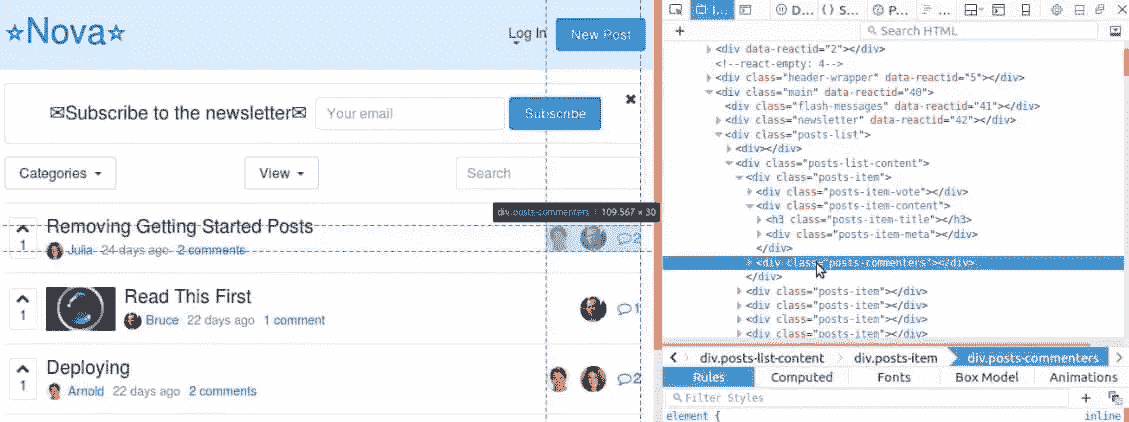 ☆Nova☆
Log In
New Post
✉Subscribe to the newsletter✉
Your email
Subscribe
✖
Categories
View
Search
div.posts-commenters | 109.567 × 30
1
Removing Getting Started Posts
Julia 24 days ago 2 comments
2
1
Read This First
Bruce 22 days ago 1 comment
1
1
Deploying
Arnold 22 days ago 2 comments
2
I...
D...
{ } S...
P...
...
+
Search HTML
<div data-reactid="2"></div>
<!--react-empty: 4-->
<div class="header-wrapper" data-reactid="5"></div>
<div class="main" data-reactid="40">
<div class="flash-messages" data-reactid="41"></div>
<div class="newsletter" data-reactid="42"></div>
<div class="posts-list">
<div></div>
<div class="posts-list-content">
<div class="posts-item">
<div class="posts-item-vote"></div>
<div class="posts-item-content">
<h3 class="posts-item-title"></h3>
<div class="posts-item-meta"></div>
</div>
<div class="posts-commenters"></div>
</div>
<div class="posts-item"></div>
<div class="posts-item"></div>
<div class="posts-item"></div>
<div class="posts-item"></div>
div.posts-list-content
div.posts-item
div.posts-commenters
Rules
Computed
Fonts
Box Model
Animations
Filter Styles
+
element {
inline